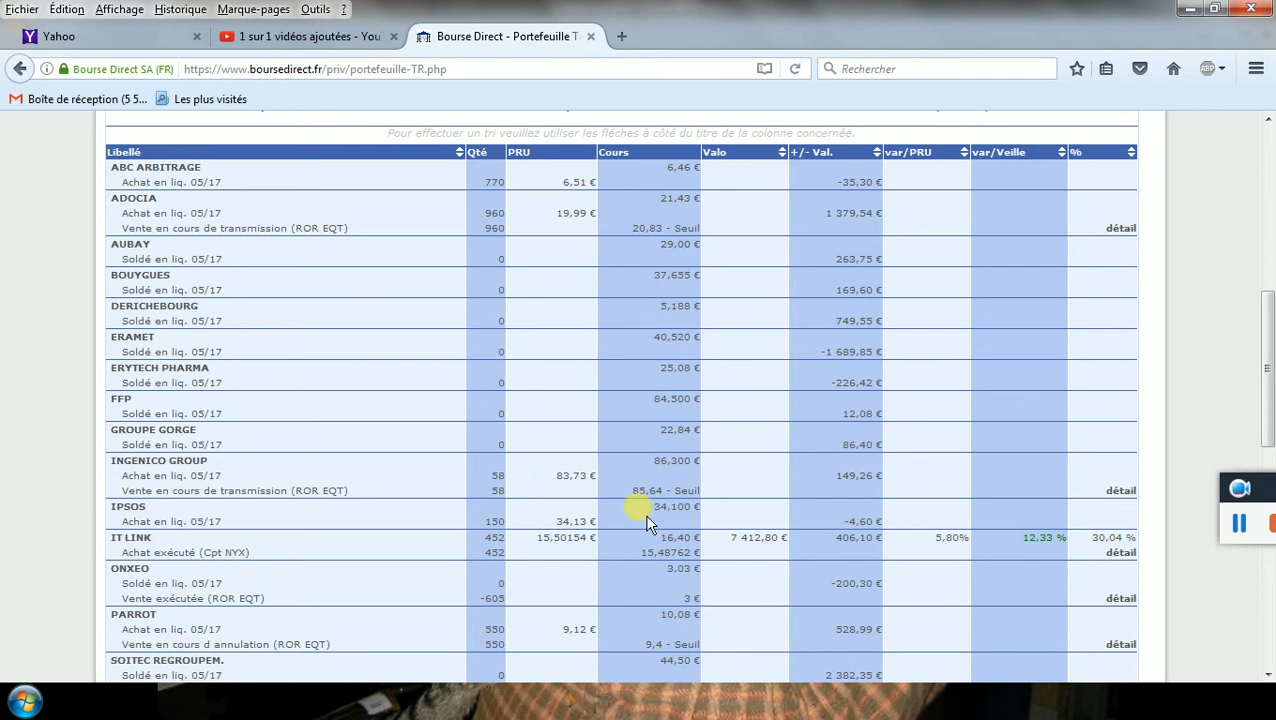 Fichier Édition Affichage Historique Marque-pages Outils ?
Yahoo × 1 sur 1 vidéos ajoutées - You × Bourse Direct - Portefeuille T × +
Bourse Direct SA (FR) https://www.boursedirect.fr/priv/portefeuille-TR.php Rechercher ABP
Boîte de réception (5 5... Les plus visités
Pour effectuer un tri veuillez utiliser les fléches à côté du titre de la colonne concernée.
Libellé Qté PRU Cours Valo +/- Val. var/PRU var/Veille %
ABC ARBITRAGE 6,46 €
Achat en liq. 05/17 770 6,51 € -35,30 €
ADOCIA 21,43 €
Achat en liq. 05/17 960 19,99 € 1 379,54 €
Vente en cours de transmission (ROR EQT) 960 20,83 - Seuil détail
AUBAY 29,00 €
Soldé en liq. 05/17 0 263,75 €
BOUYGUES 37,655 €
Soldé en liq. 05/17 0 169,60 €
DERICHEBOURG 5,188 €
Soldé en liq. 05/17 0 749,55 €
ERAMET 40,520 €
Soldé en liq. 05/17 0 -1 689,85 €
ERYTECH PHARMA 25,08 €
Soldé en liq. 05/17 0 -226,42 €
FFP 84,500 €
Soldé en liq. 05/17 0 12,08 €
GROUPE GORGE 22,84 €
Soldé en liq. 05/17 0 86,40 €
INGENICO GROUP 86,300 €
Achat en liq. 05/17 58 83,73 € 149,26 €
Vente en cours de transmission (ROR EQT) 58 85,64 - Seuil détail
IPSOS 34,100 €
Achat en liq. 05/17 150 34,13 € -4,60 €
IT LINK 452 15,50154 € 16,40 € 7 412,80 € 406,10 € 5,80% 12,33 % 30,04 %
Achat exécuté (Cpt NYX) 452 15,48762 € détail
ONXEO 3,03 €
Soldé en liq. 05/17 0 -200,30 €
Vente exécutée (ROR EQT) -605 3 € détail
PARROT 10,08 €
Achat en liq. 05/17 550 9,12 € 528,99 €
Vente en cours d annulation (ROR EQT) 550 9,4 - Seuil détail
SOITEC REGROUPEM. 44,50 €
Soldé en liq. 05/17 0 2 382,35 €